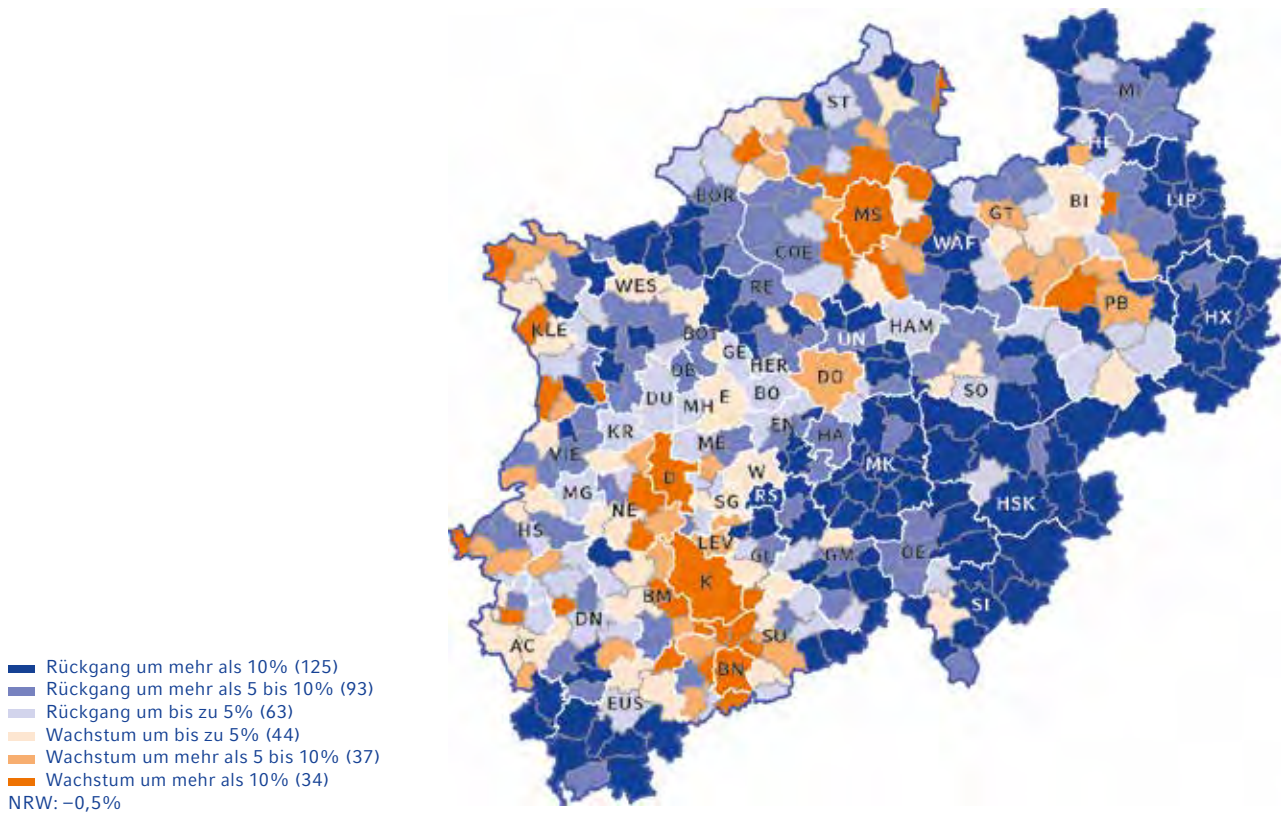 ST
MI
HE
BOR
MS
GT
BI
LIP
COE
WAF
WES
RE
PB
HX
KLE
BOT
UN
HAM
GE
HER
OB
DO
DU
MH
E
BO
SO
KR
ME
EN
HA
VIE
MK
D
W
MG
SG
RS
HSK
NE
HS
LEV
GL
GM
OE
K
BM
SI
DN
SU
AC
BN
EUS
Rückgang um mehr als 10% (125)
Rückgang um mehr als 5 bis 10% (93)
Rückgang um bis zu 5% (63)
Wachstum um bis zu 5% (44)
Wachstum um mehr als 5 bis 10% (37)
Wachstum um mehr als 10% (34)
NRW: –0,5%